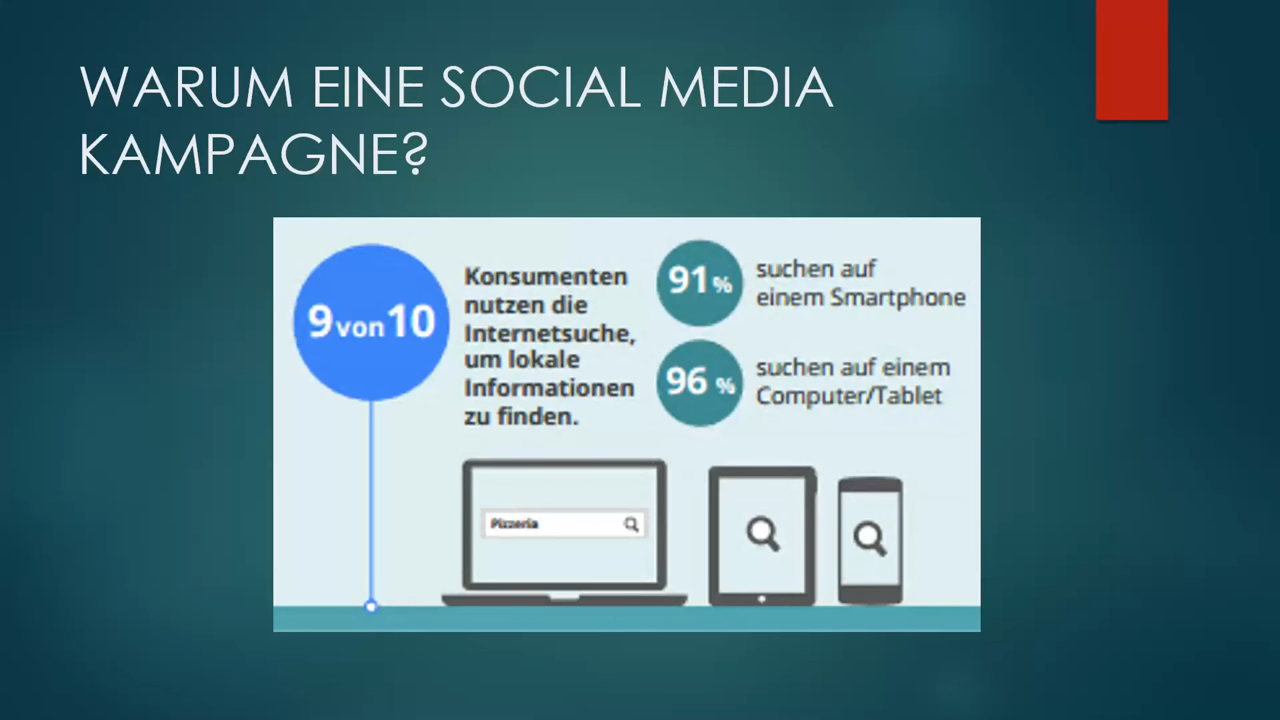 WARUM EINE SOCIAL MEDIA
KAMPAGNE?
9 von 10
Konsumenten
nutzen die
Internetsuche,
um lokale
Informationen
zu finden.
91 %
suchen auf
einem Smartphone
96 %
suchen auf einem
Computer/Tablet
Pizzeria